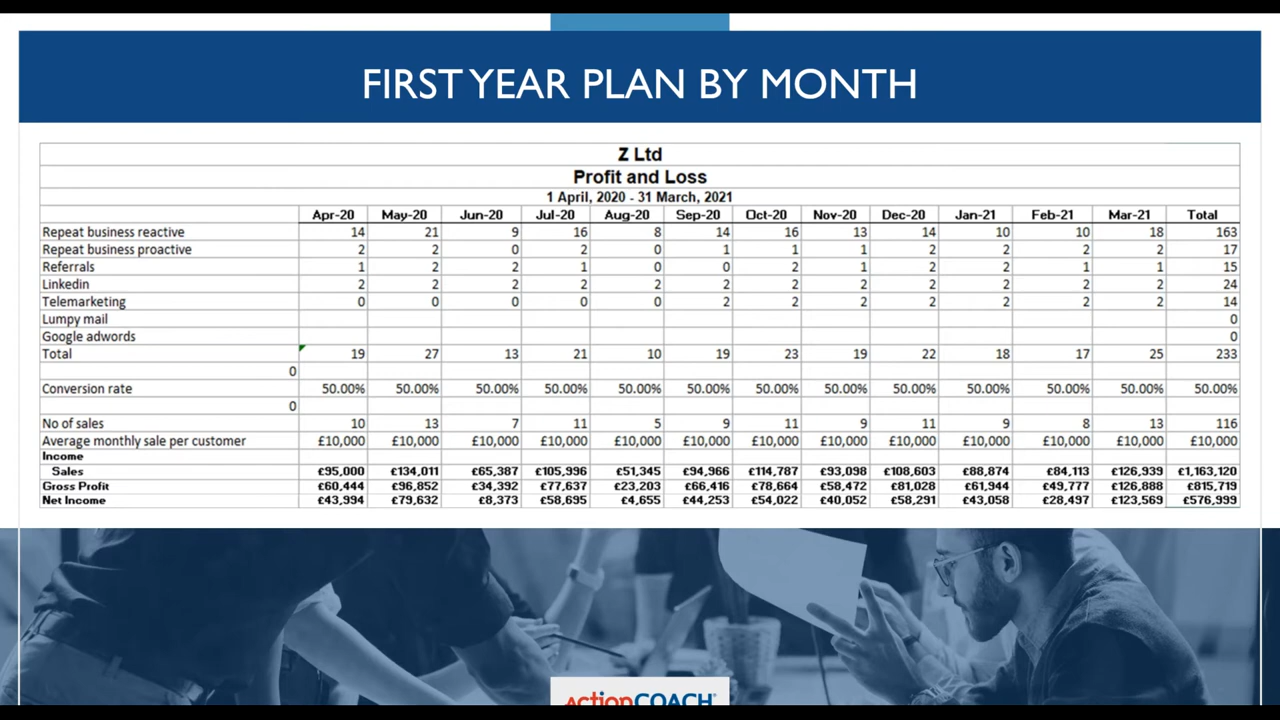 FIRST YEAR PLAN BY MONTH
Z Ltd
Profit and Loss
1 April, 2020 - 31 March, 2021
Apr-20 May-20 Jun-20 Jul-20 Aug-20 Sep-20 Oct-20 Nov-20 Dec-20 Jan-21 Feb-21 Mar-21 Total
Repeat business reactive 14 21 9 16 8 14 16 13 14 10 10 18 163
Repeat business proactive 2 2 0 2 0 1 1 1 2 2 2 2 17
Referrals 1 2 2 1 0 0 2 1 2 2 1 1 15
Linkedin 2 2 2 2 2 2 2 2 2 2 2 2 24
Telemarketing 0 0 0 0 0 2 2 2 2 2 2 2 14
Lumpy mail 0
Google adwords 0
Total 19 27 13 21 10 19 23 19 22 18 17 25 233
0
Conversion rate 50.00% 50.00% 50.00% 50.00% 50.00% 50.00% 50.00% 50.00% 50.00% 50.00% 50.00% 50.00% 50.00%
0
No of sales 10 13 7 11 5 9 11 9 11 9 8 13 116
Average monthly sale per customer £10,000 £10,000 £10,000 £10,000 £10,000 £10,000 £10,000 £10,000 £10,000 £10,000 £10,000 £10,000 £10,000
Income
Sales £95,000 £134,011 £65,387 £105,996 £51,345 £94,966 £114,787 £93,098 £108,603 £88,874 £84,113 £126,939 £1,163,120
Gross Profit £60,444 £96,852 £34,392 £77,637 £23,203 £66,416 £78,664 £58,472 £81,028 £61,944 £49,777 £126,888 £815,719
Net Income £43,994 £79,632 £8,373 £58,695 £4,655 £44,253 £54,022 £40,052 £58,291 £43,058 £28,497 £123,569 £576,999
ActionCOACH